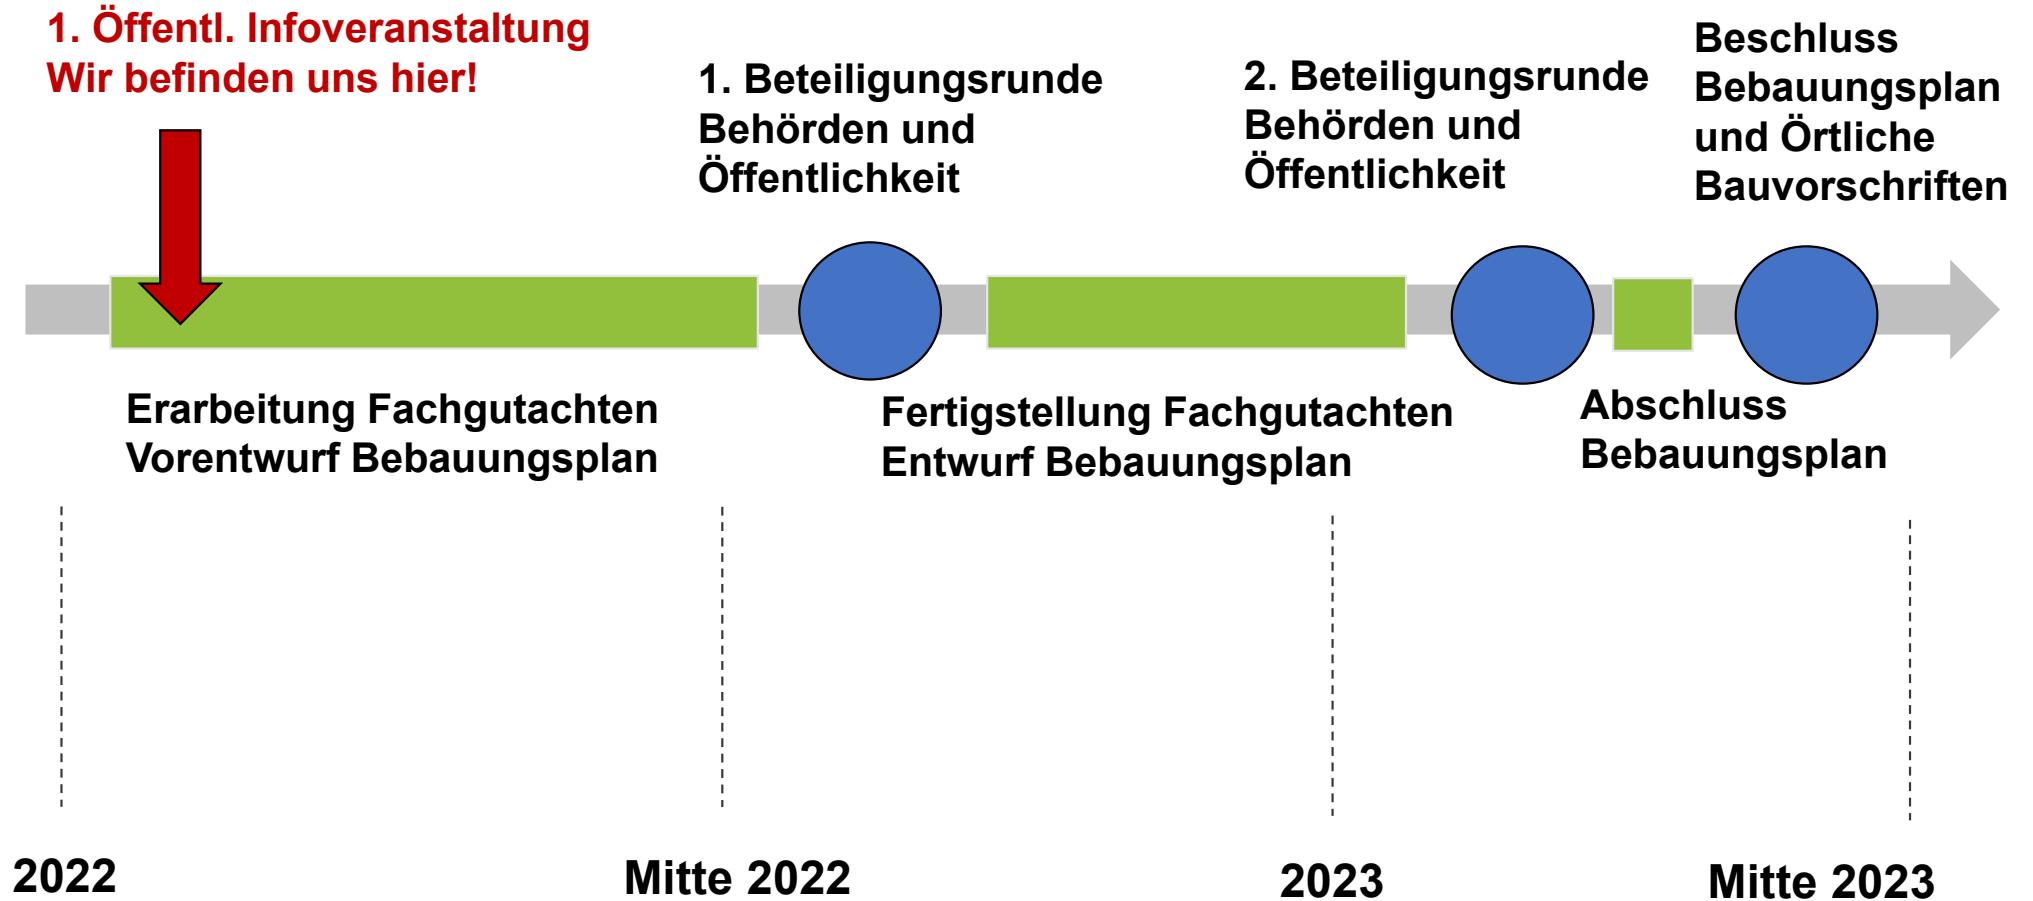 1. Öffentl. Infoveranstaltung
Wir befinden uns hier!
1. Beteiligungsrunde
Behörden und
Öffentlichkeit
2. Beteiligungsrunde
Behörden und
Öffentlichkeit
Beschluss
Bebauungsplan
und Örtliche
Bauvorschriften
Erarbeitung Fachgutachten
Vorentwurf Bebauungsplan
Fertigstellung Fachgutachten
Entwurf Bebauungsplan
Abschluss
Bebauungsplan
2022
Mitte 2022
2023
Mitte 2023